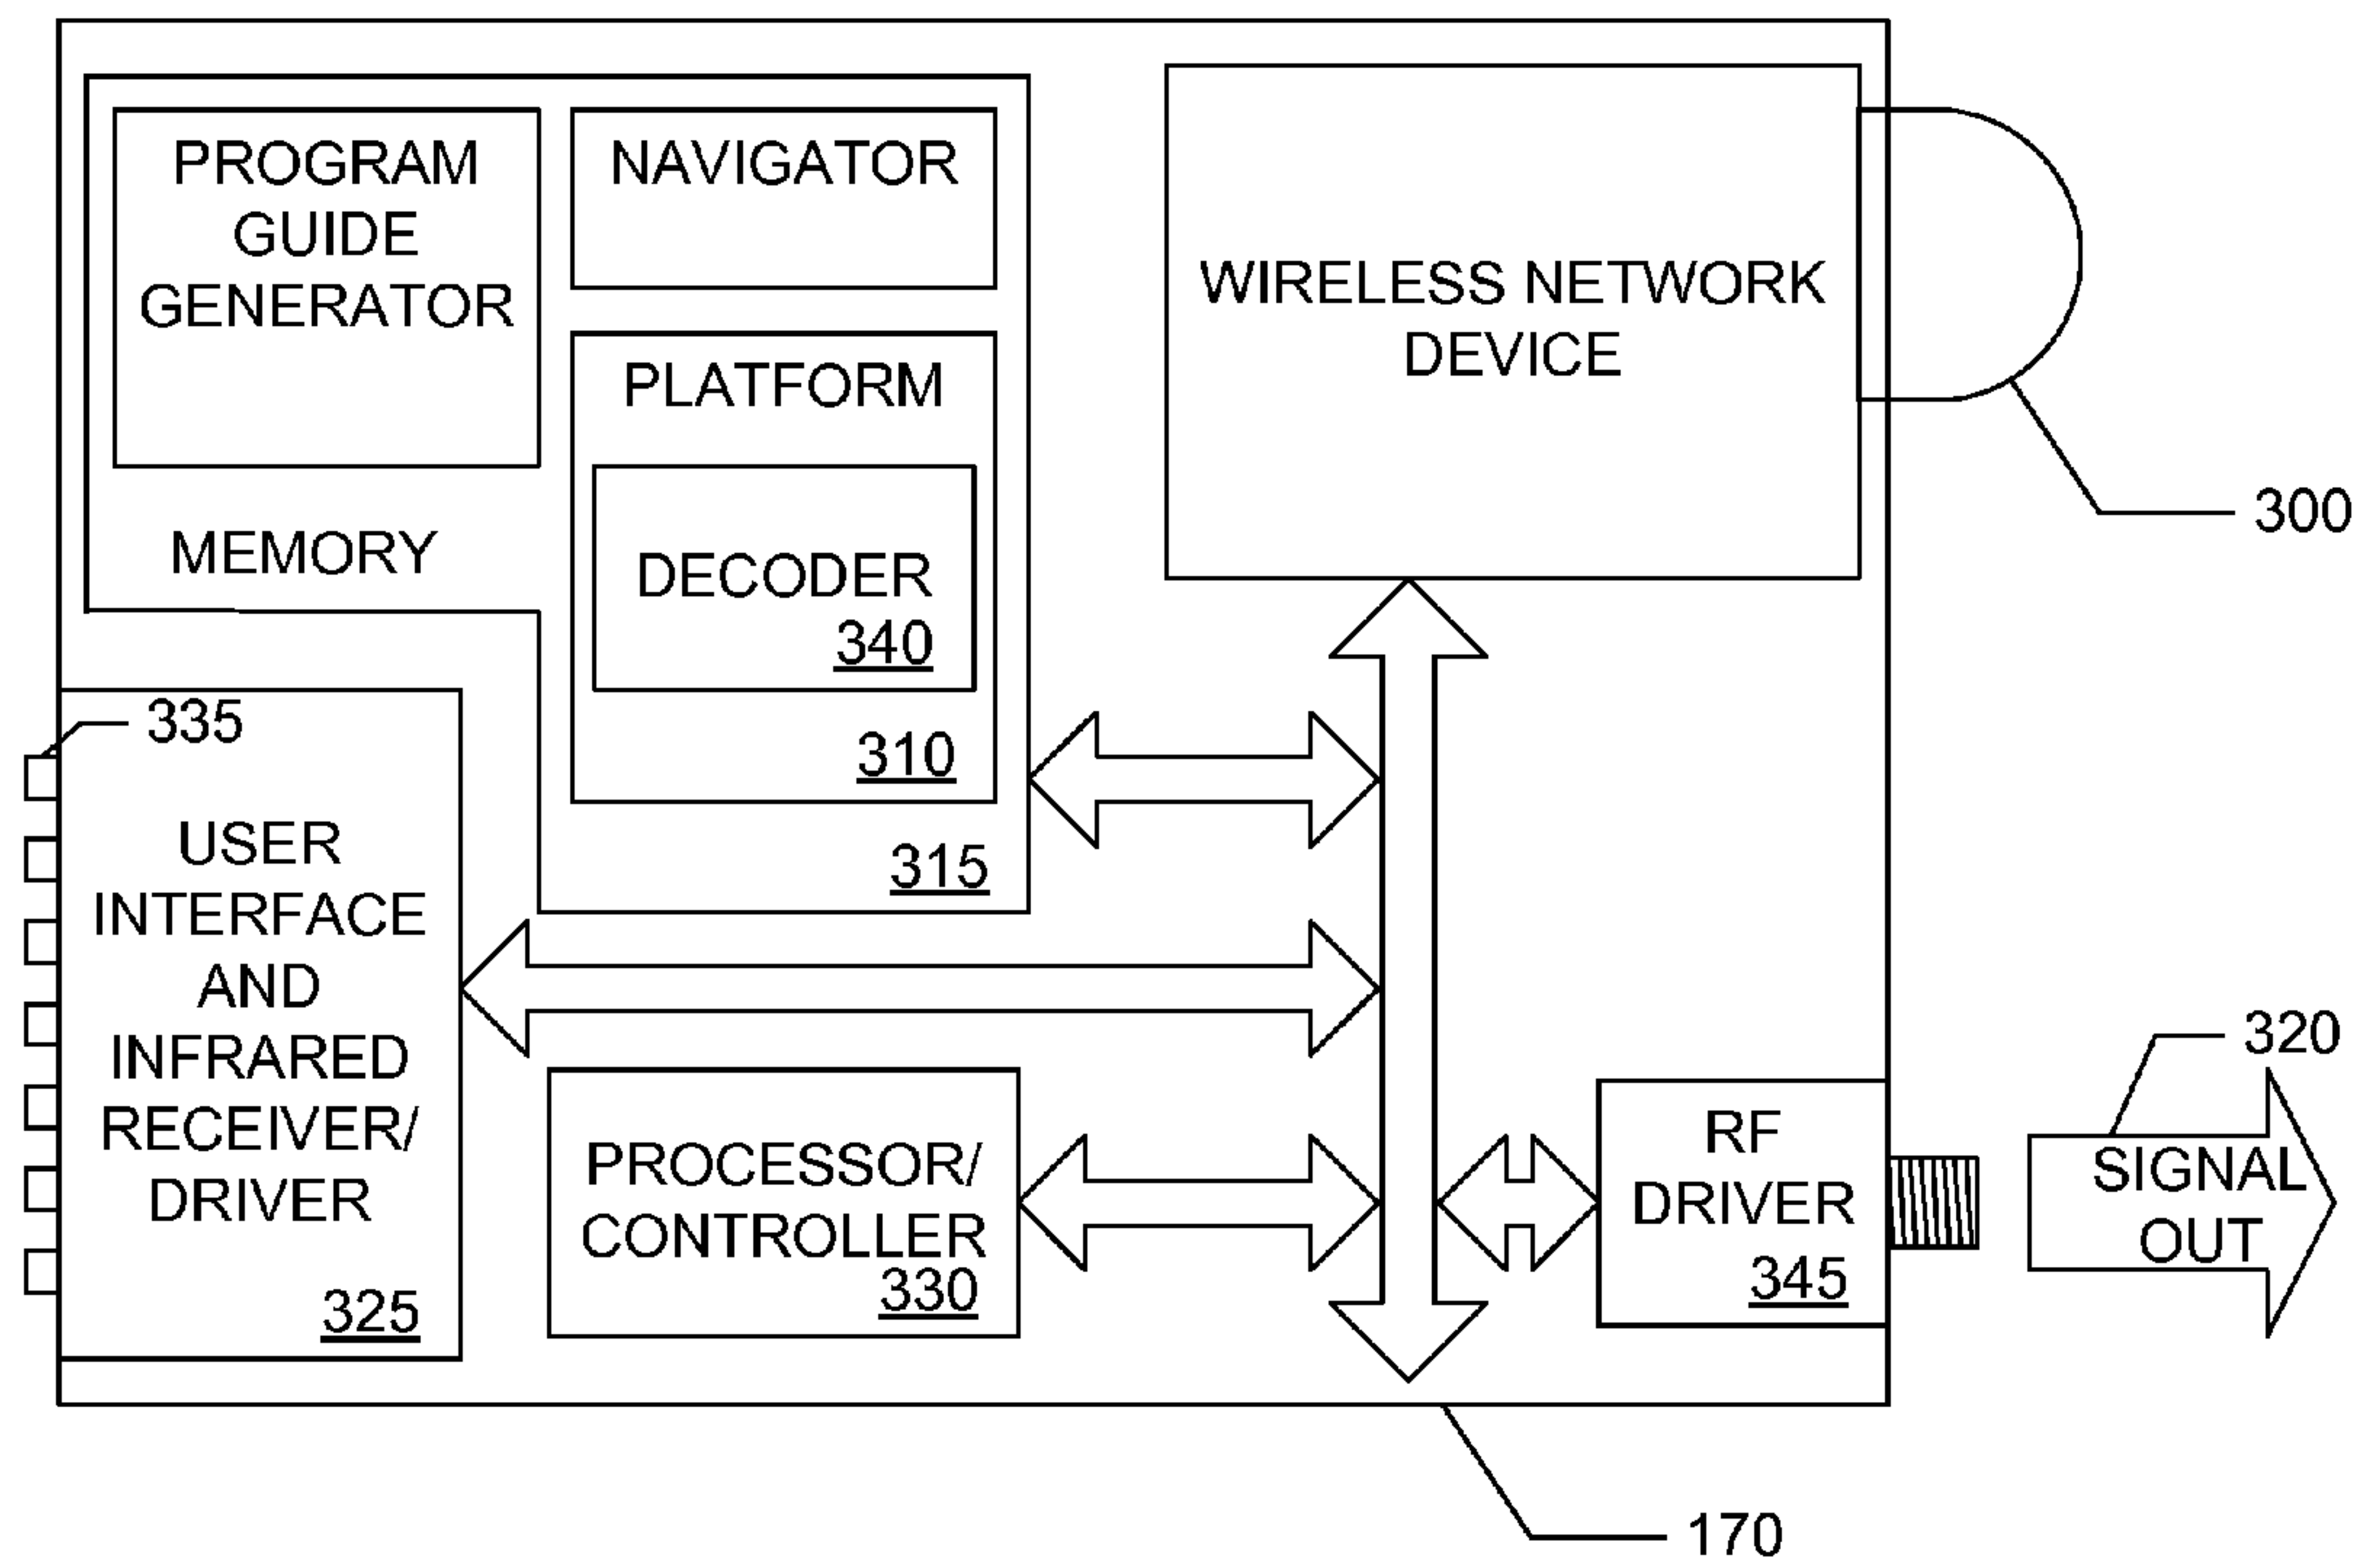 PROGRAM
GUIDE
GENERATOR
NAVIGATOR
PLATFORM
DECODER
340
310
MEMORY
315
WIRELESS NETWORK
DEVICE
300
335
USER
INTERFACE
AND
INFRARED
RECEIVER/
DRIVER
325
PROCESSOR/
CONTROLLER
330
RF
DRIVER
345
320
SIGNAL
OUT
170